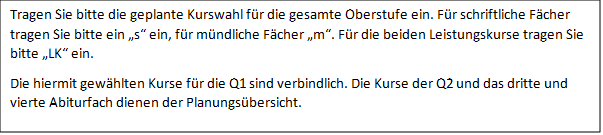 Tragen Sie bitte die geplante Kurswahl für die gesamte Oberstufe ein. Für schriftliche Fächer
tragen Sie bitte ein „s“ ein, für mündliche Fächer „m“. Für die beiden Leistungskurse tragen Sie
bitte „LK“ ein.
Die hiermit gewählten Kurse für die Q1 sind verbindlich. Die Kurse der Q2 und das dritte und
vierte Abiturfach dienen der Planungsübersicht.